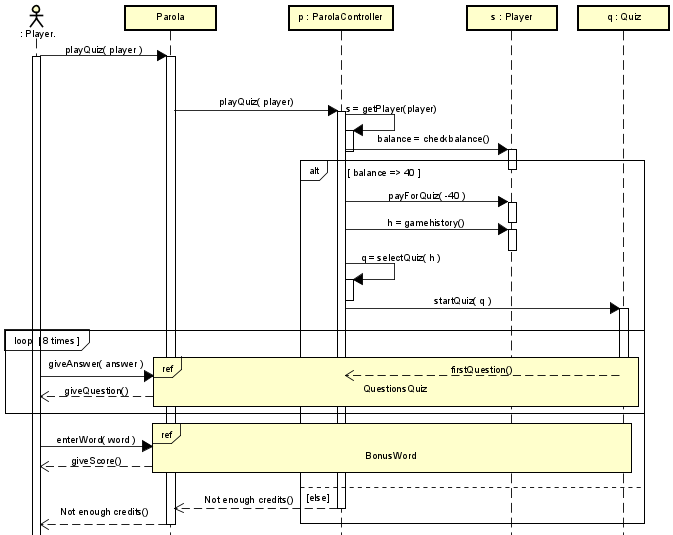 Parola
p : ParolaController
s : Player
q : Quiz
: Player.
playQuiz( player )
playQuiz( player)
s = getPlayer(player)
balance = checkbalance()
alt
[ balance => 40 ]
payForQuiz( -40 )
h = gamehistory()
q = selectQuiz( h )
startQuiz( q )
loop [ 8 times ]
giveAnswer( answer )
ref
firstQuestion()
giveQuestion()
QuestionsQuiz
enterWord( word )
ref
giveScore()
BonusWord
Not enough credits()
[else]
Not enough credits()